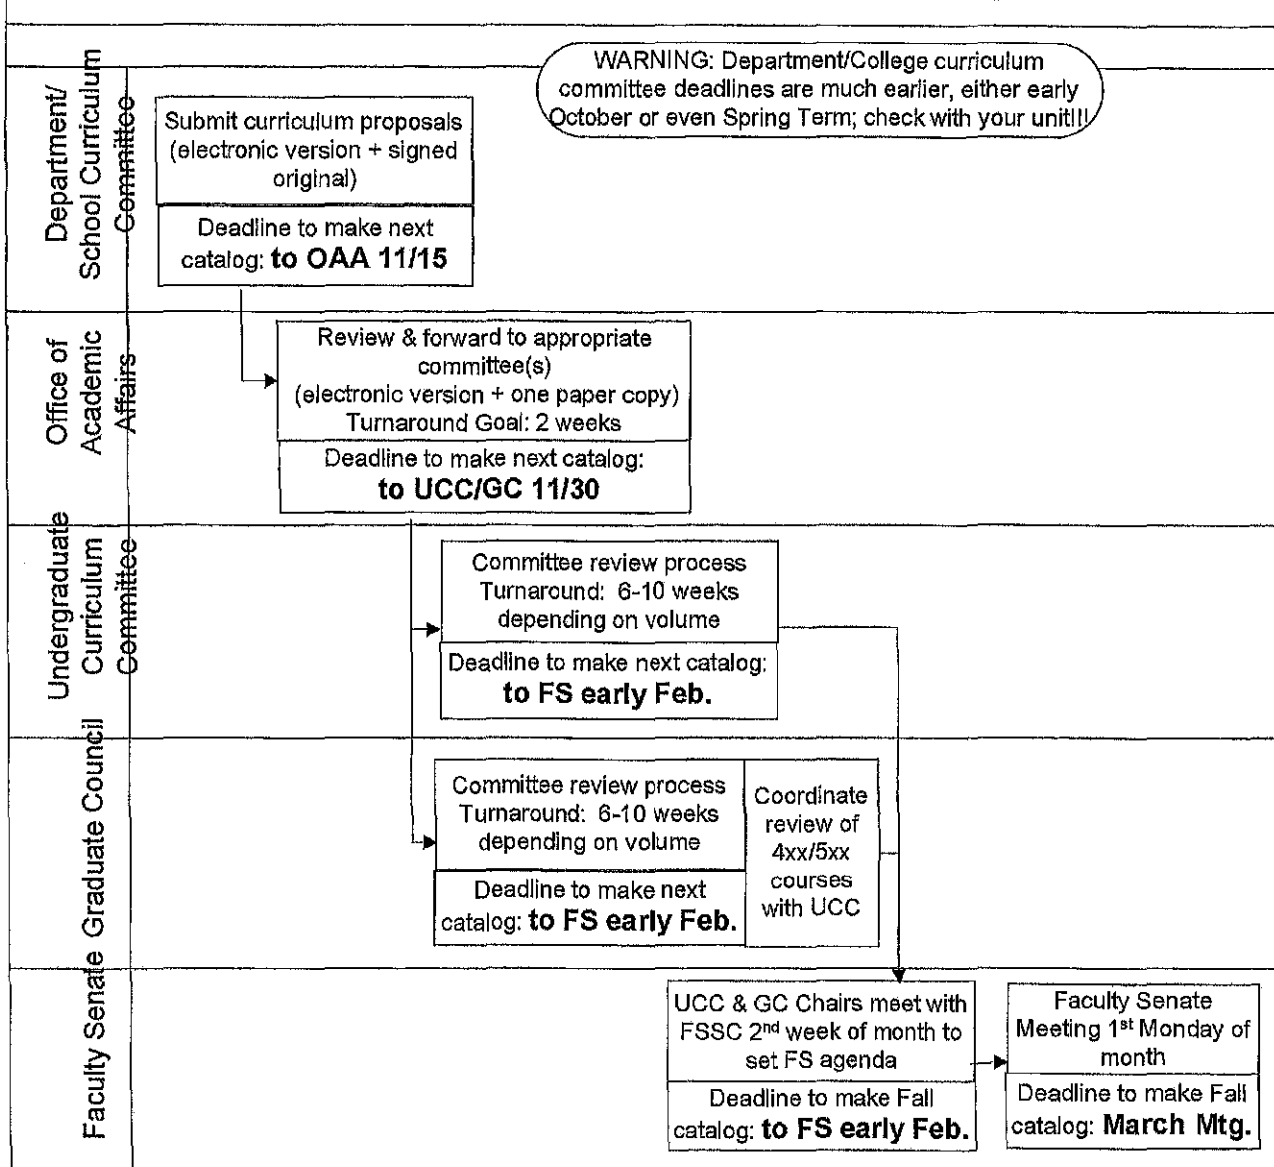 WARNING: Department/College curriculum
committee deadlines are much earlier, either early
October or even Spring Term; check with your unit!!!
Department/
School Curriculum
Committee
Submit curriculum proposals
(electronic version + signed
original)
Deadline to make next
catalog: to OAA 11/15
Office of
Academic
Affairs
Review & forward to appropriate
committee(s)
(electronic version + one paper copy)
Turnaround Goal: 2 weeks
Deadline to make next catalog:
to UCC/GC 11/30
Undergraduate
Curriculum
Committee
Committee review process
Turnaround: 6-10 weeks
depending on volume
Deadline to make next catalog:
to FS early Feb.
Graduate Council
Committee review process
Turnaround: 6-10 weeks
depending on volume
Deadline to make next
catalog: to FS early Feb.
Coordinate
review of
4xx/5xx
courses
with UCC
Faculty Senate
UCC & GC Chairs meet with
FSSC 2nd week of month to
set FS agenda
Deadline to make Fall
catalog: to FS early Feb.
Faculty Senate
Meeting 1st Monday of
month
Deadline to make Fall
catalog: March Mtg.